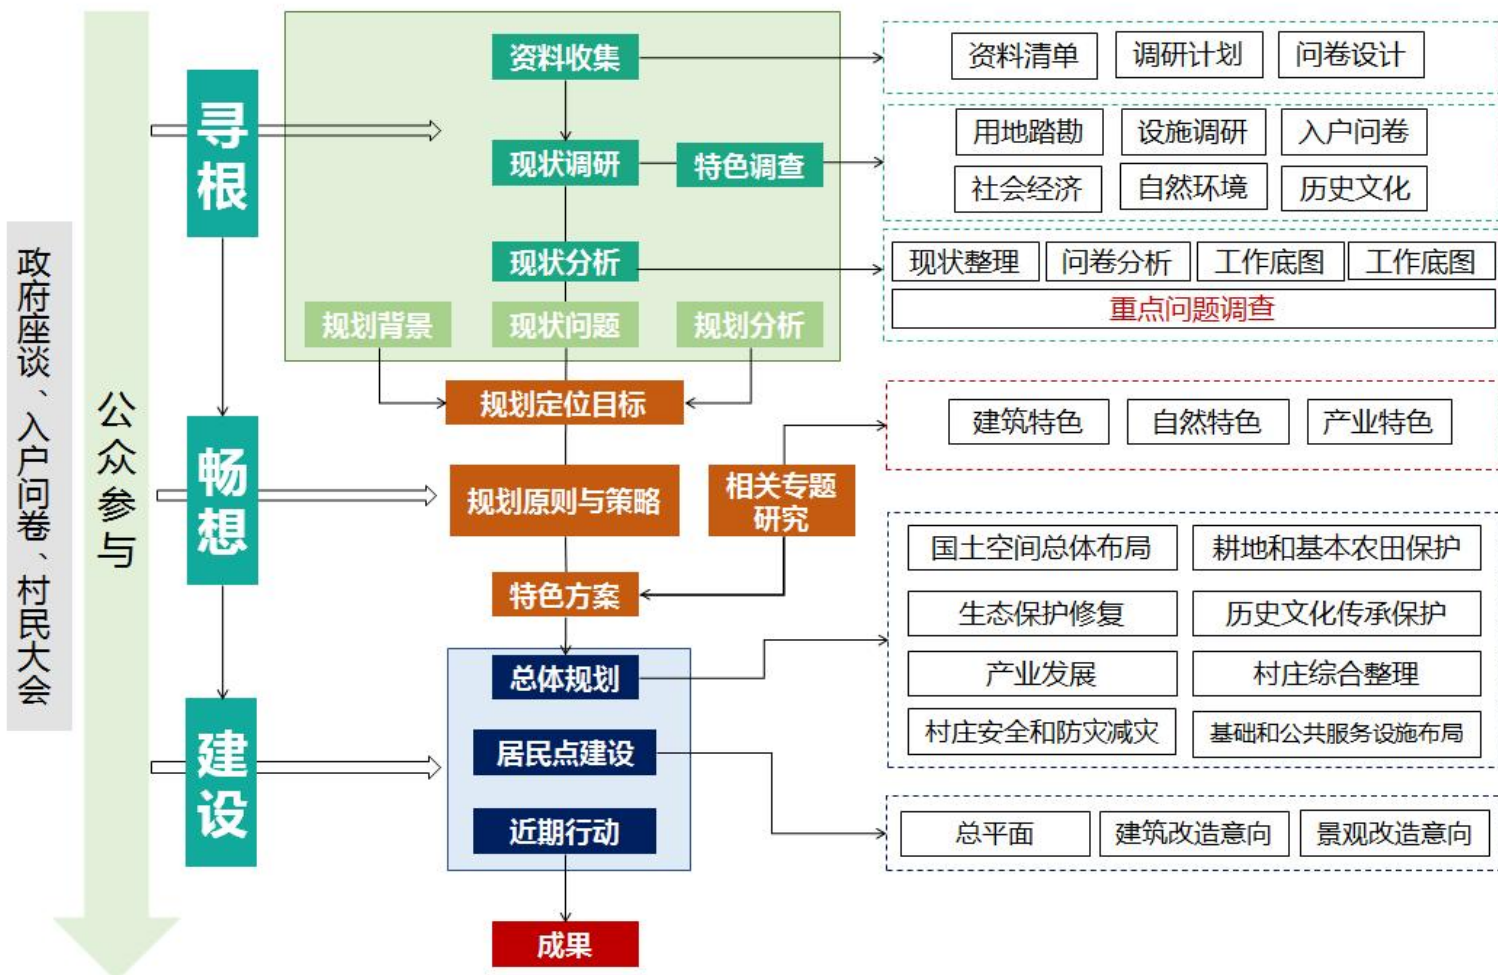 政府座谈、入户问卷、村民大会
公众参与
寻根
畅想
建设
资料收集
现状调研
特色调查
现状分析
规划背景
现状问题
规划分析
规划定位目标
规划原则与策略
相关专题
研究
特色方案
总体规划
居民点建设
近期行动
成果
资料清单
调研计划
问卷设计
用地踏勘
设施调研
入户问卷
社会经济
自然环境
历史文化
现状整理
问卷分析
工作底图
工作底图
重点问题调查
建筑特色
自然特色
产业特色
国土空间总体布局
耕地和基本农田保护
生态保护修复
历史文化传承保护
产业发展
村庄综合整理
村庄安全和防灾减灾
基础和公共服务设施布局
总平面
建筑改造意向
景观改造意向